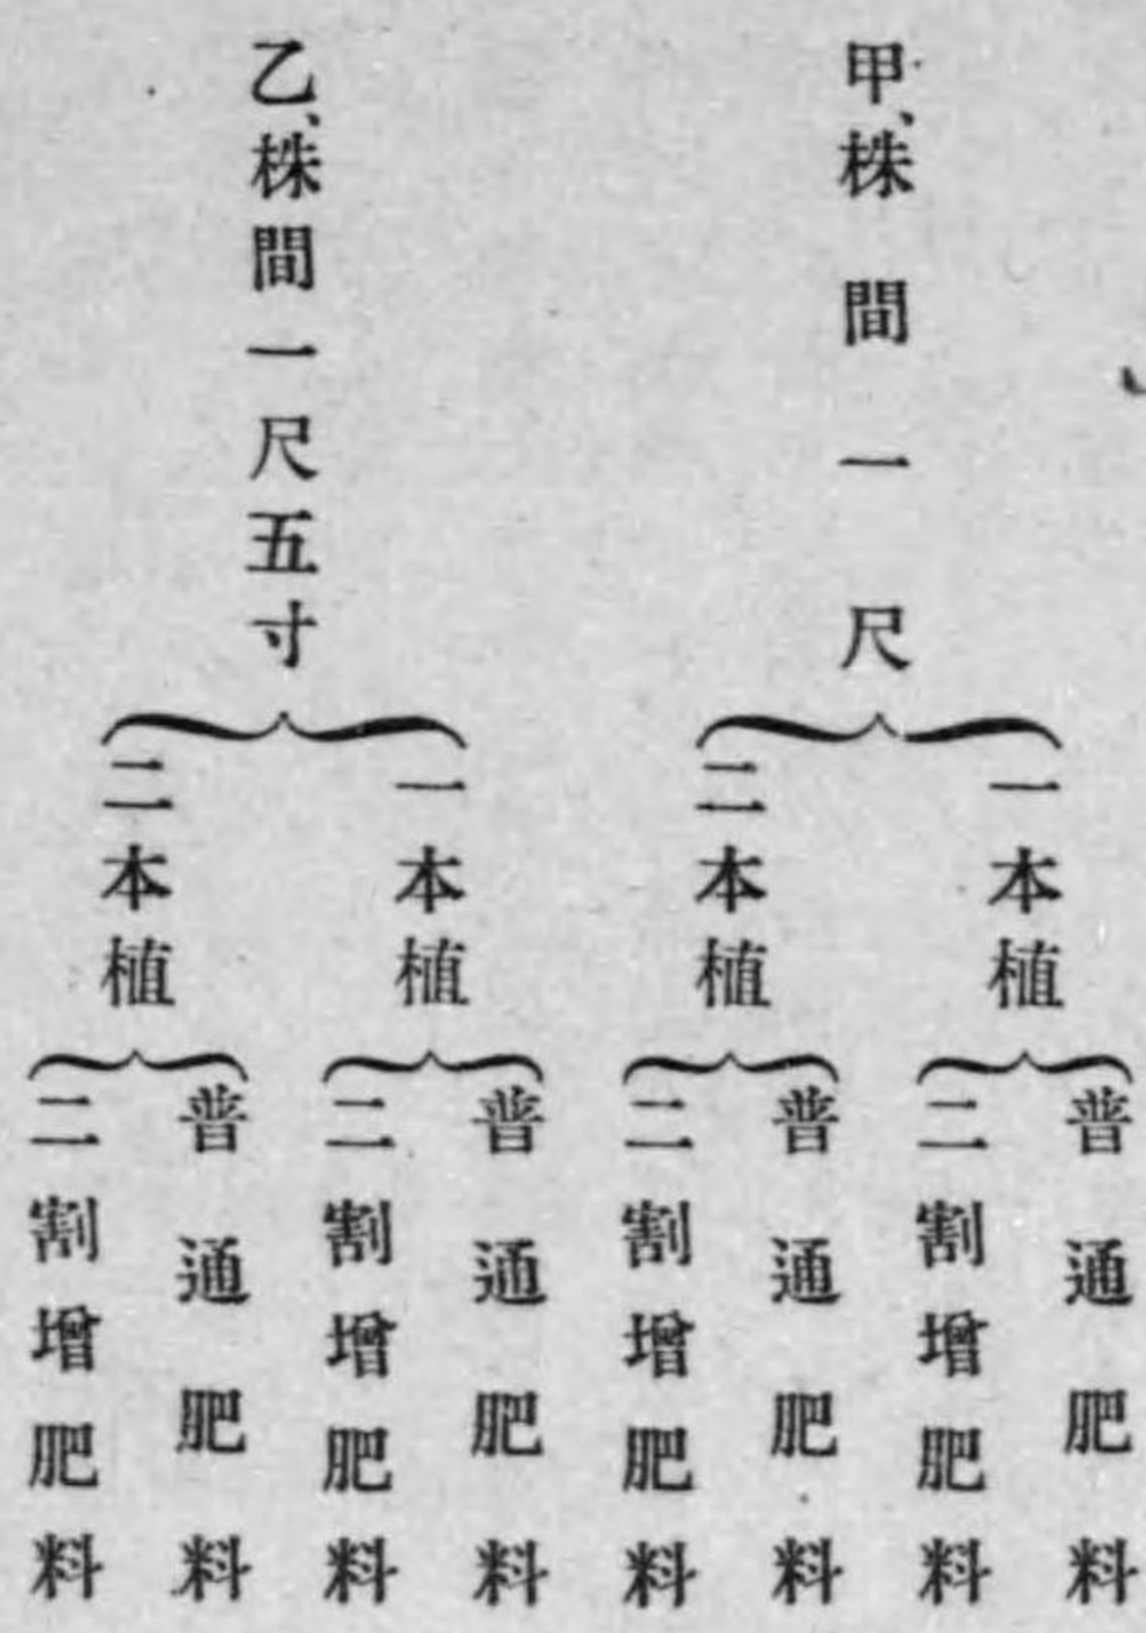 甲、株間一尺
一本植
普通肥料
二割增肥料
二本植
普通肥料
二割增肥料
乙、株間一尺五寸
一本植
普通肥料
二割增肥料
二本植
普通肥料
二割增肥料